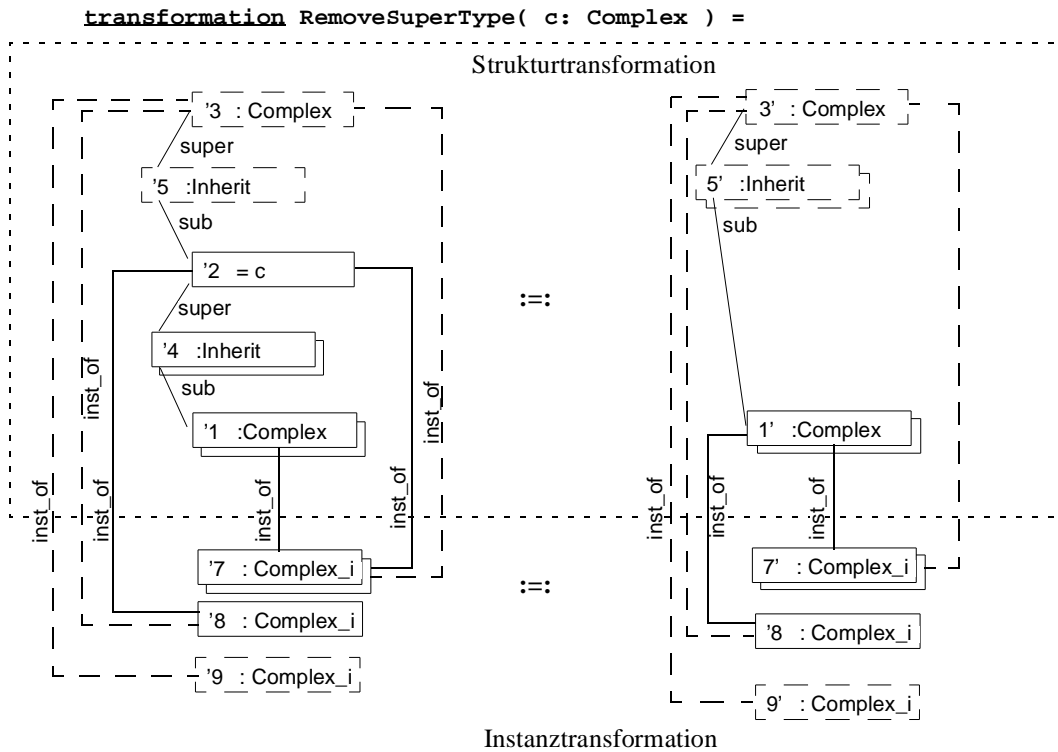 transformation RemoveSuperType( c: Complex ) =
Strukturtransformation
'3 : Complex
3' : Complex
super
super
'5 :Inherit
5' :Inherit
sub
sub
'2 = c
:=:
super
'4 :Inherit
inst_of
sub
inst_of
'1 :Complex
1' :Complex
inst_of
inst_of
inst_of
inst_of
inst_of
inst_of
inst_of
'7 : Complex_i
:=:
7' : Complex_i
'8 : Complex_i
'8 : Complex_i
'9 : Complex_i
9' : Complex_i
Instanztransformation